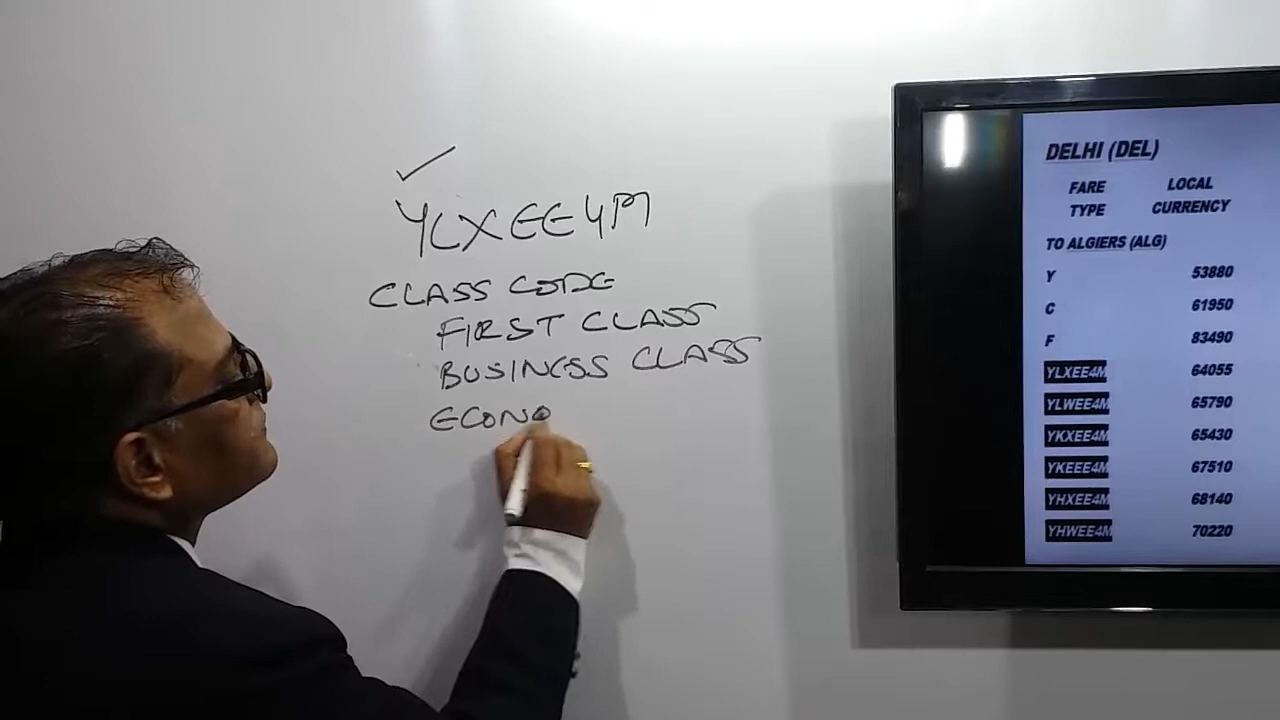 YLXEE4M
CLASS CODE
FIRST CLASS
BUSINESS CLASS
ECONO
DELHI (DEL)
FARE LOCAL
TYPE CURRENCY
TO ALGIERS (ALG)
Y 53880
C 61950
F 83490
YLXEE4M 64055
YLWEE4M 65790
YKXEE4M 65430
YKEEE4M 67510
YHXEE4M 68140
YHWEE4M 70220